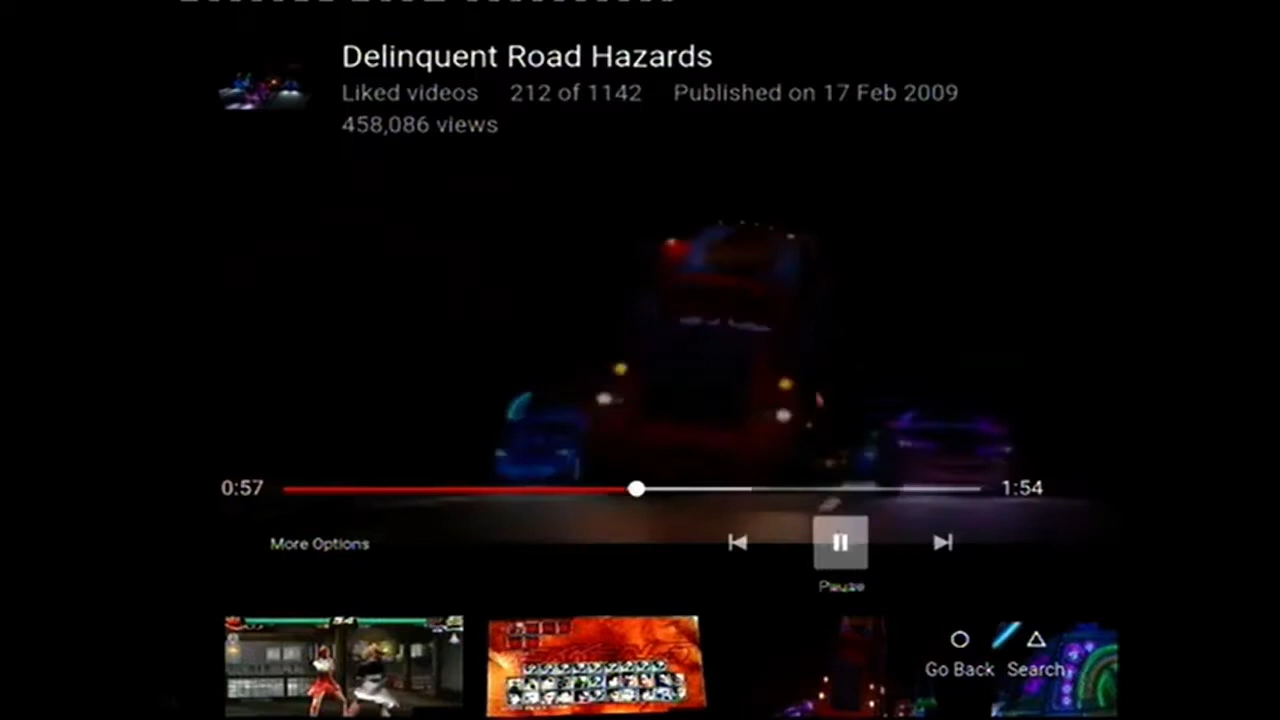 Delinquent Road Hazards
Liked videos 212 of 1142 Published on 17 Feb 2009
458,086 views
0:57 1:54
More Options
Pause
54
Go Back Search